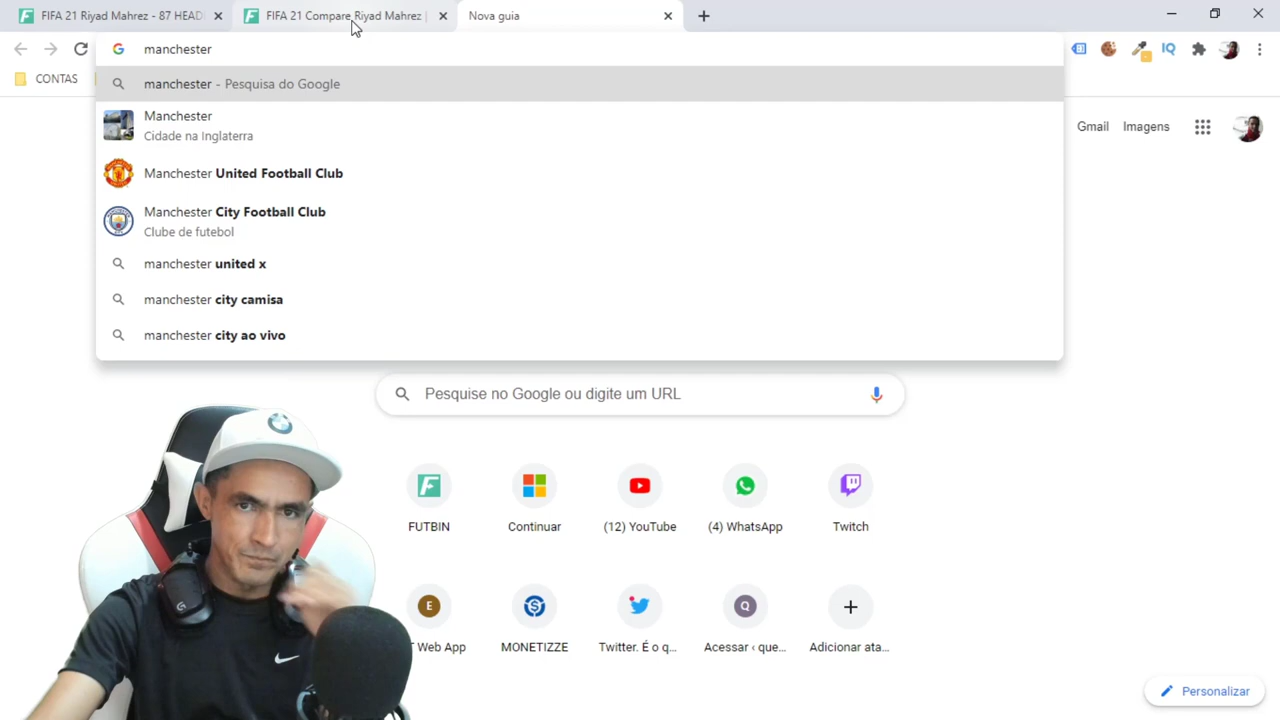 FIFA 21 Riyad Mahrez - 87 HEADI
FIFA 21 Compare Riyad Mahrez |
Nova guia
manchester
CONTAS
manchester - Pesquisa do Google
Manchester
Cidade na Inglaterra
Manchester United Football Club
Manchester City Football Club
Clube de futebol
manchester united x
manchester city camisa
manchester city ao vivo
Gmail Imagens
Pesquise no Google ou digite um URL
FUTBIN Continuar (12) YouTube (4) WhatsApp Twitch
E Q
T Web App MONETIZZE Twitter. É o q... Acessar ‹ que... Adicionar ata...
Personalizar
IQ